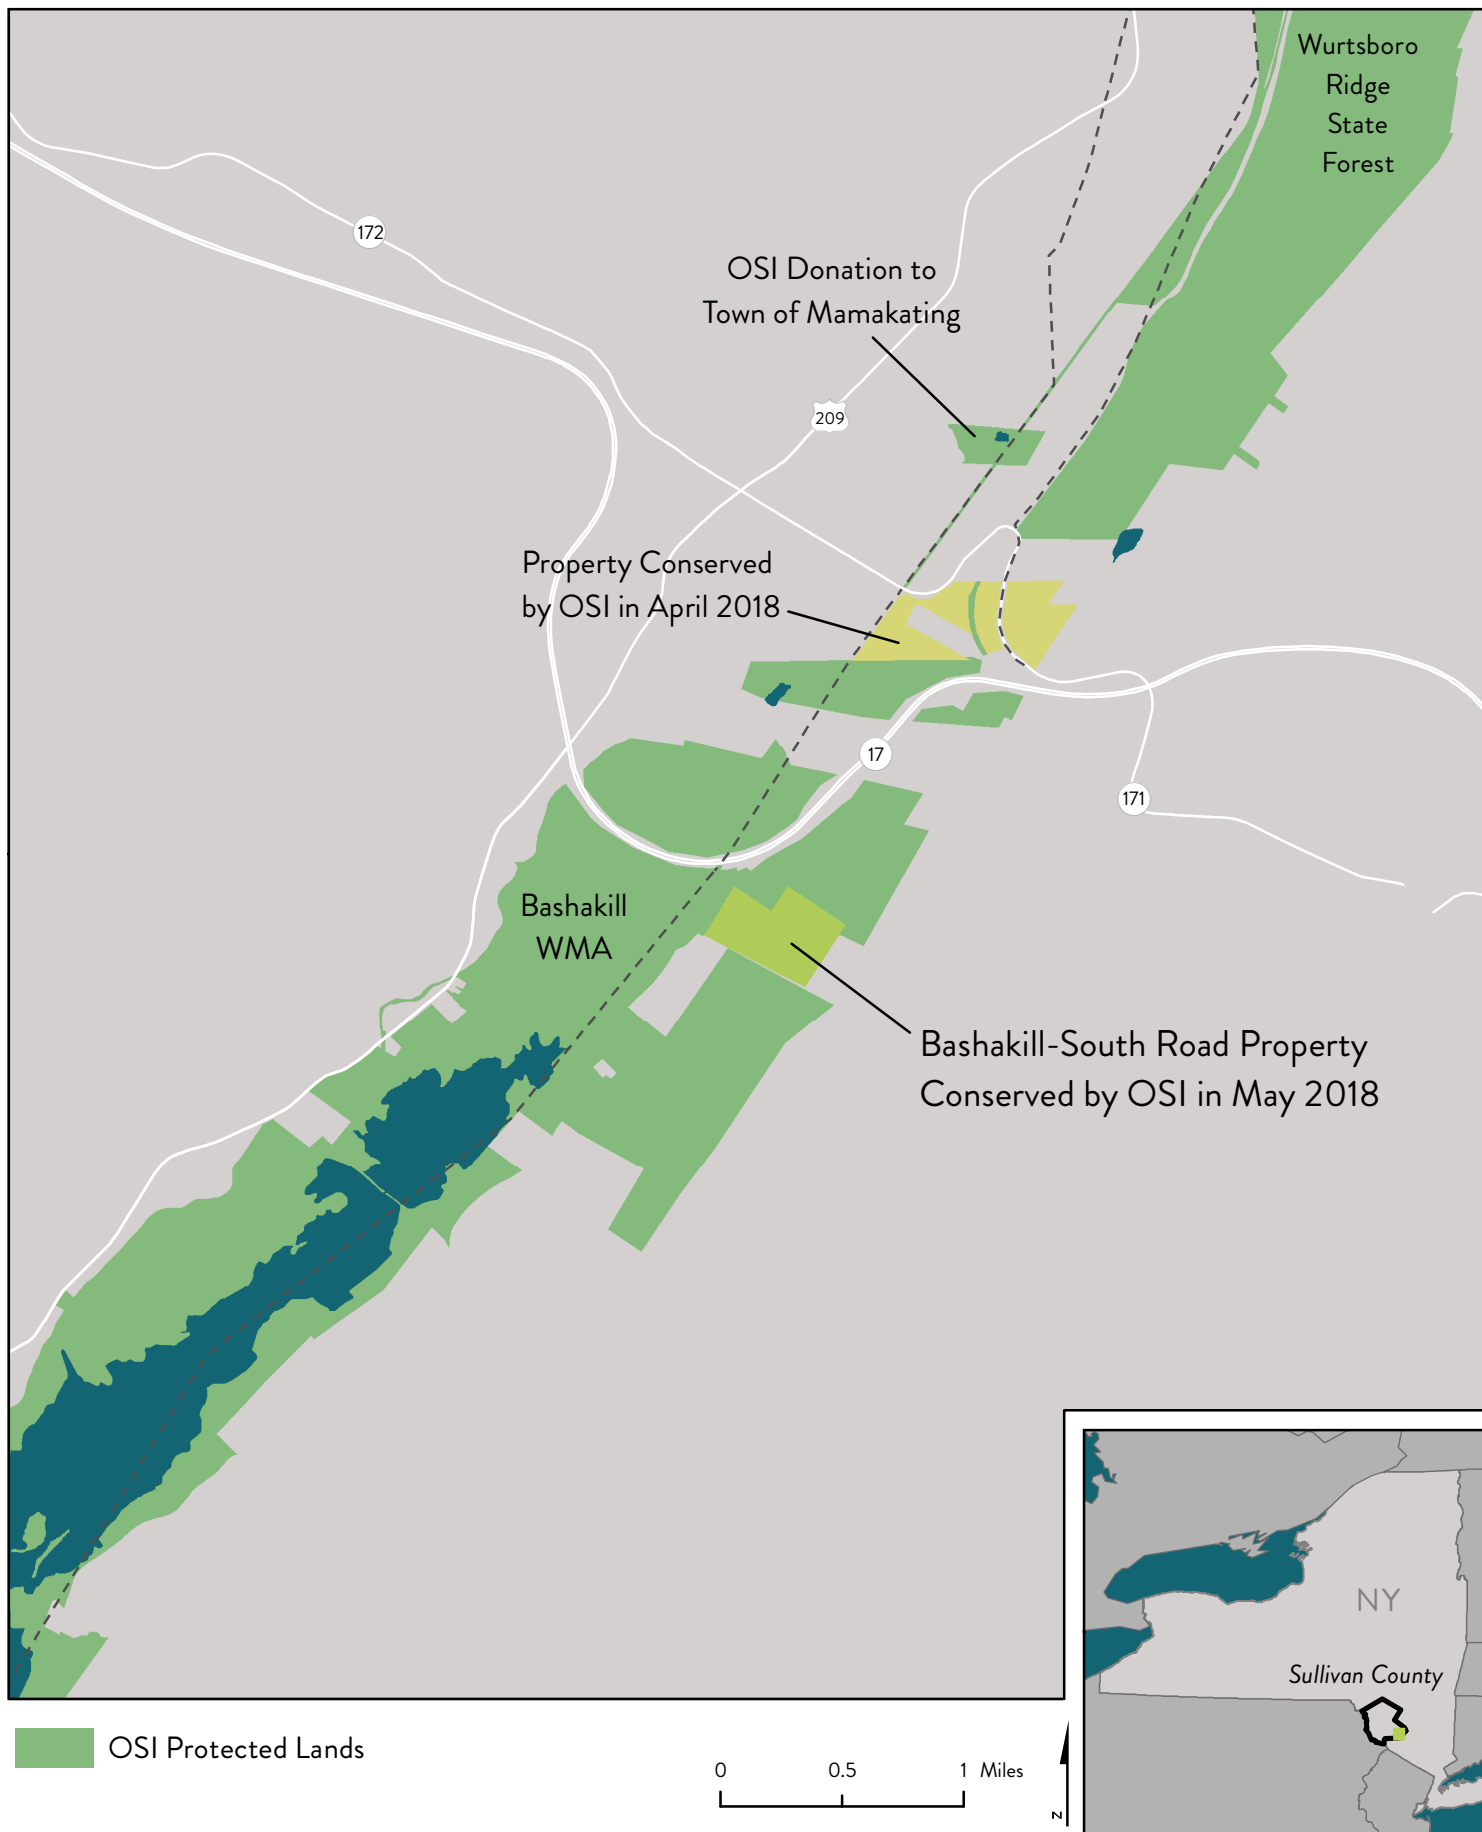 Wurtsboro
Ridge
State
Forest
172
OSI Donation to
Town of Mamakating
209
Property Conserved
by OSI in April 2018
17
171
Bashakill
WMA
Bashakill-South Road Property
Conserved by OSI in May 2018
NY
Sullivan County
OSI Protected Lands
0 0.5 1 Miles
N